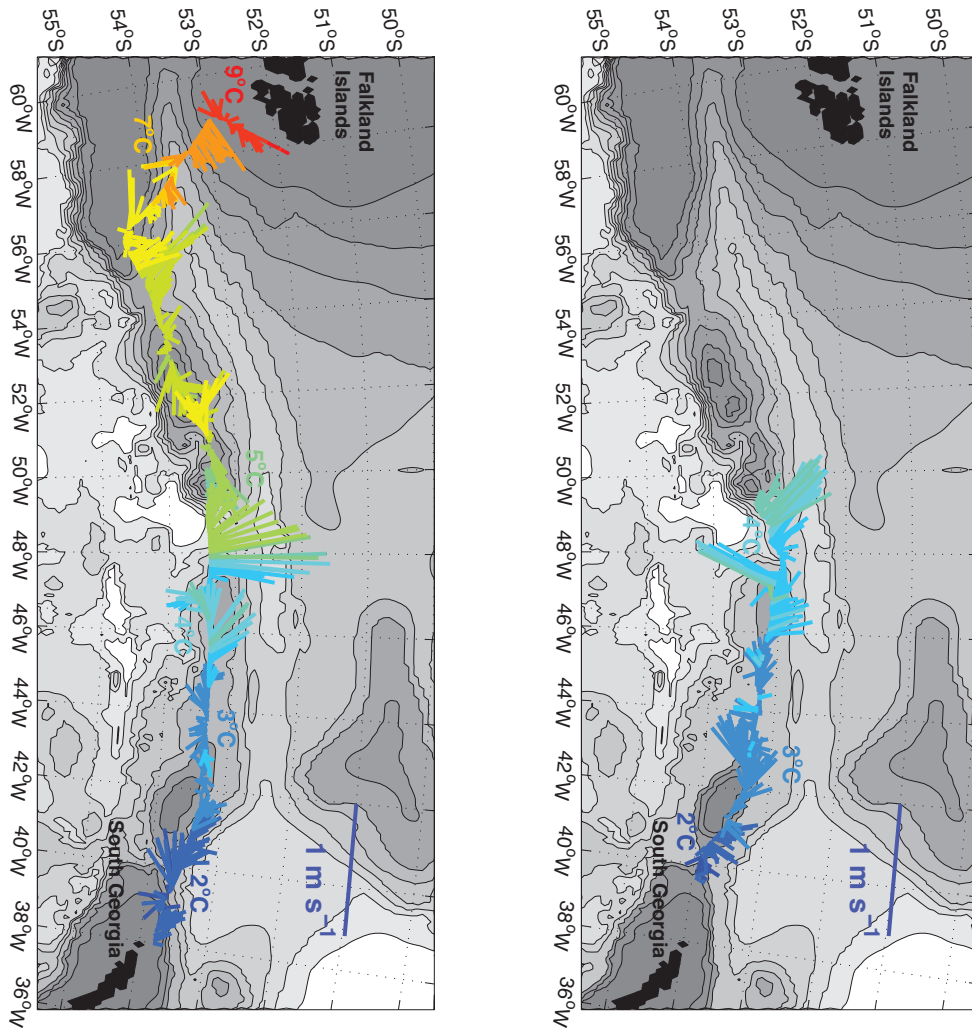 50°S
51°S
52°S
53°S
54°S
55°S
Falkland
Islands
1 m s⁻¹
3°C
4°C
2°C
South Georgia
60°W 58°W 56°W 54°W 52°W 50°W 48°W 46°W 44°W 42°W 40°W 38°W 36°W
50°S
51°S
52°S
53°S
54°S
55°S
Falkland
Islands
1 m s⁻¹
9°C
5°C
3°C
2°C
4°C
7°C
South Georgia
60°W 58°W 56°W 54°W 52°W 50°W 48°W 46°W 44°W 42°W 40°W 38°W 36°W